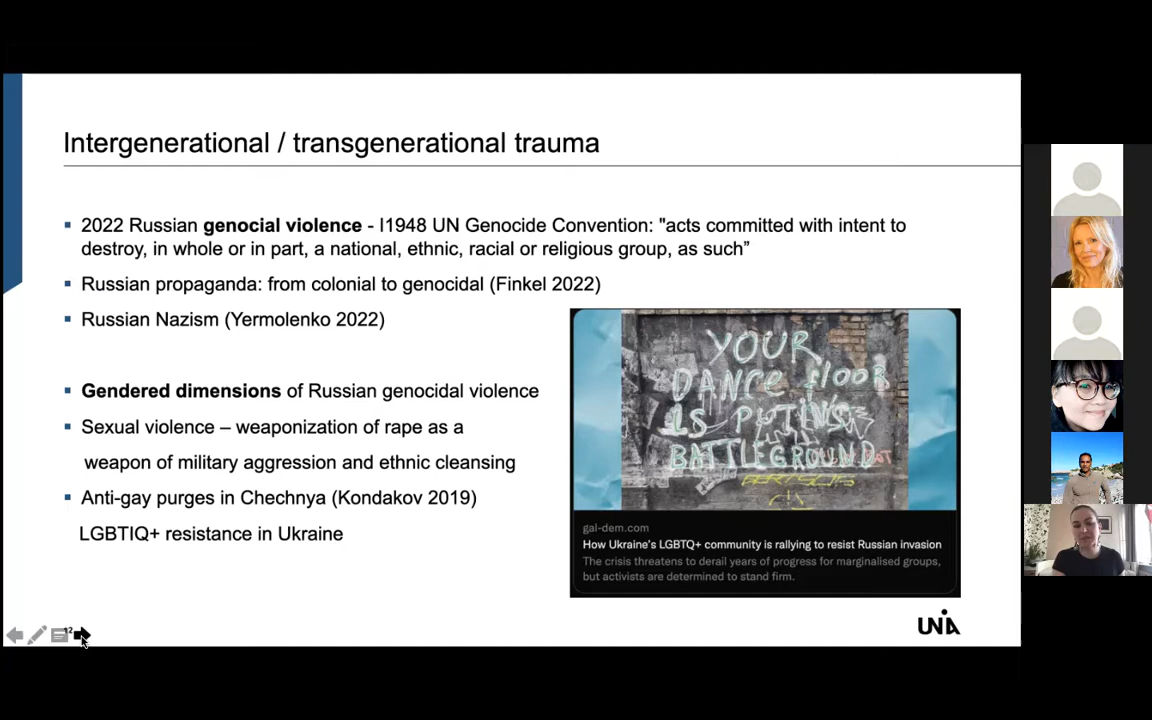 Intergenerational / transgenerational trauma
2022 Russian genocial violence - I1948 UN Genocide Convention: "acts committed with intent to
destroy, in whole or in part, a national, ethnic, racial or religious group, as such”
Russian propaganda: from colonial to genocidal (Finkel 2022)
Russian Nazism (Yermolenko 2022)
Gendered dimensions of Russian genocidal violence
Sexual violence – weaponization of rape as a
weapon of military aggression and ethnic cleansing
Anti-gay purges in Chechnya (Kondakov 2019)
LGBTIQ+ resistance in Ukraine
YOUR
DANCE floor
IS PUTIN'S
BATTLEGROUND
gal-dem.com
How Ukraine's LGBTQ+ community is rallying to resist Russian invasion
The crisis threatens to derail years of progress for marginalised groups,
but activists are determined to stand firm.
UNIA